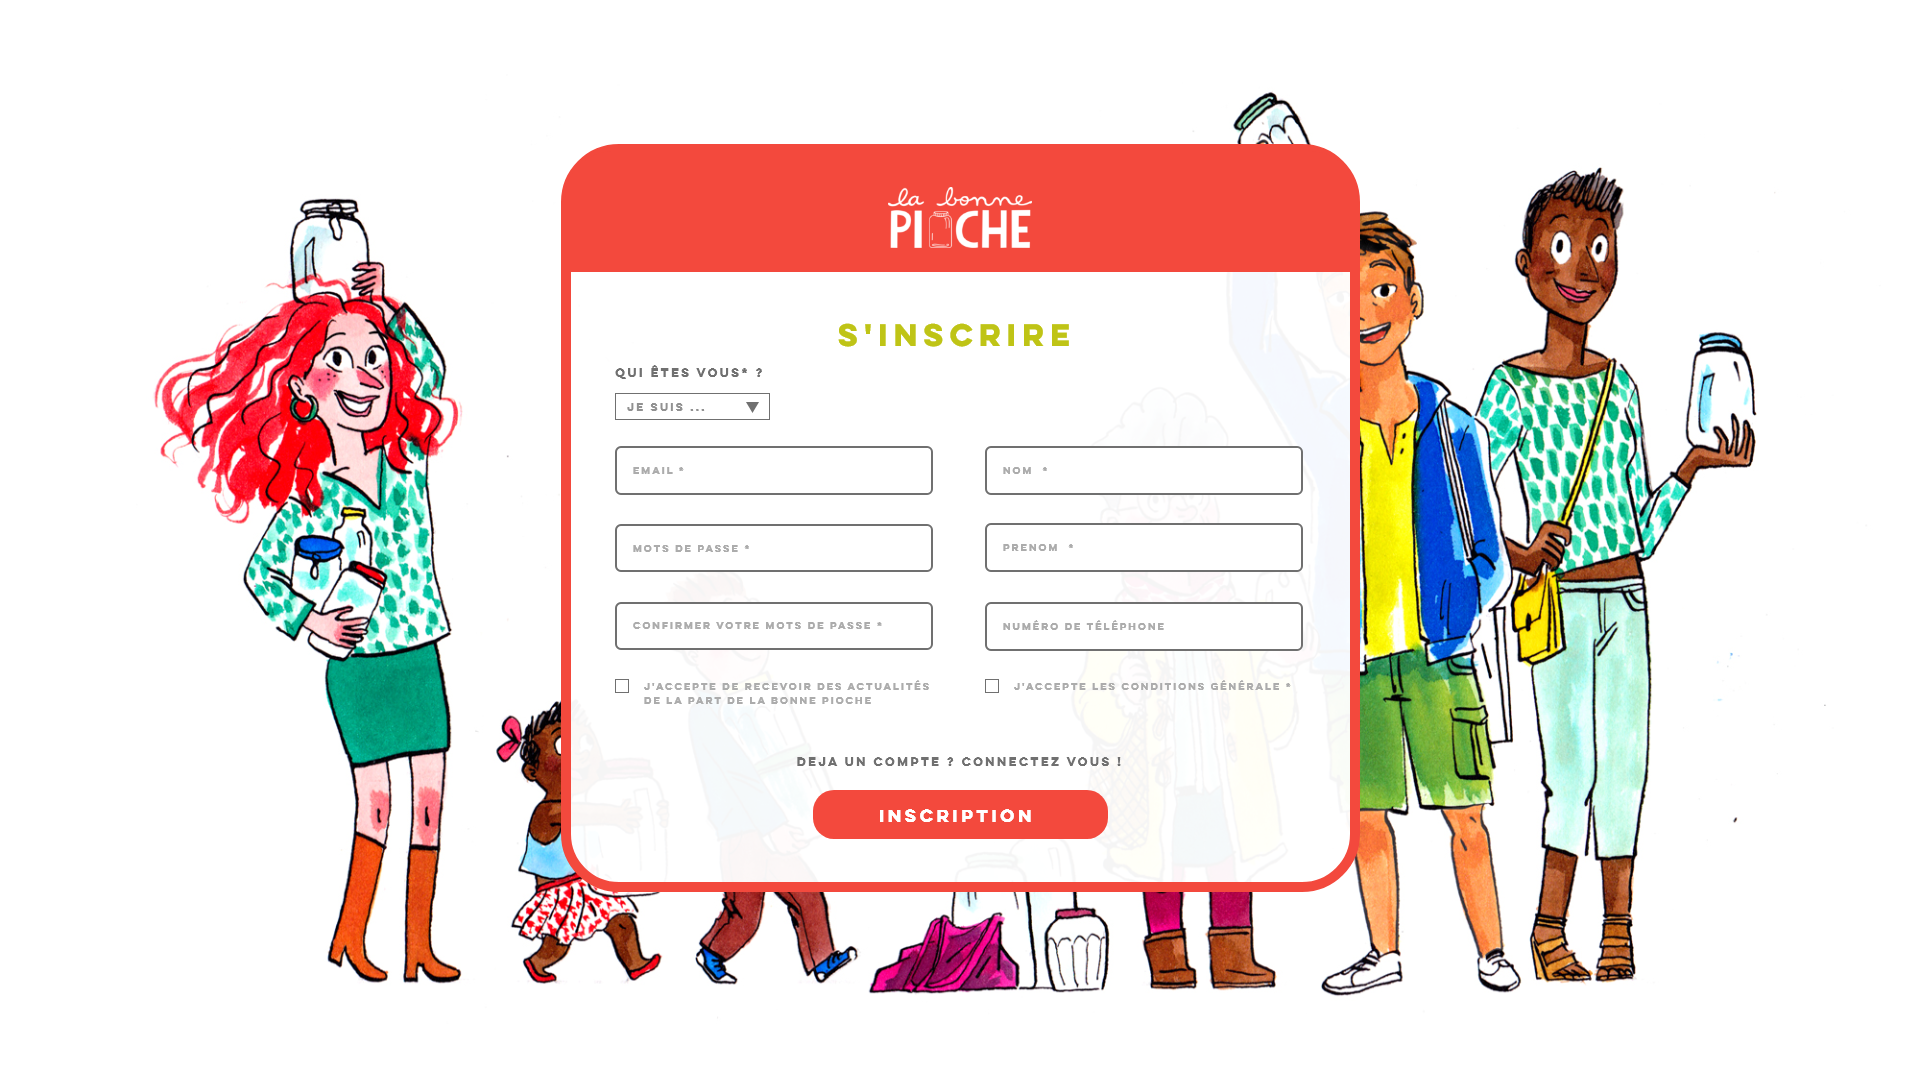 la bonne
PIOCHE
S'INSCRIRE
QUI ÊTES VOUS* ?
JE SUIS ...
EMAIL *
NOM *
MOTS DE PASSE *
PRENOM *
CONFIRMER VOTRE MOTS DE PASSE *
NUMÉRO DE TÉLÉPHONE
J'ACCEPTE DE RECEVOIR DES ACTUALITÉS
DE LA PART DE LA BONNE PIOCHE
J'ACCEPTE LES CONDITIONS GÉNÉRALE *
DEJA UN COMPTE ? CONNECTEZ VOUS !
INSCRIPTION